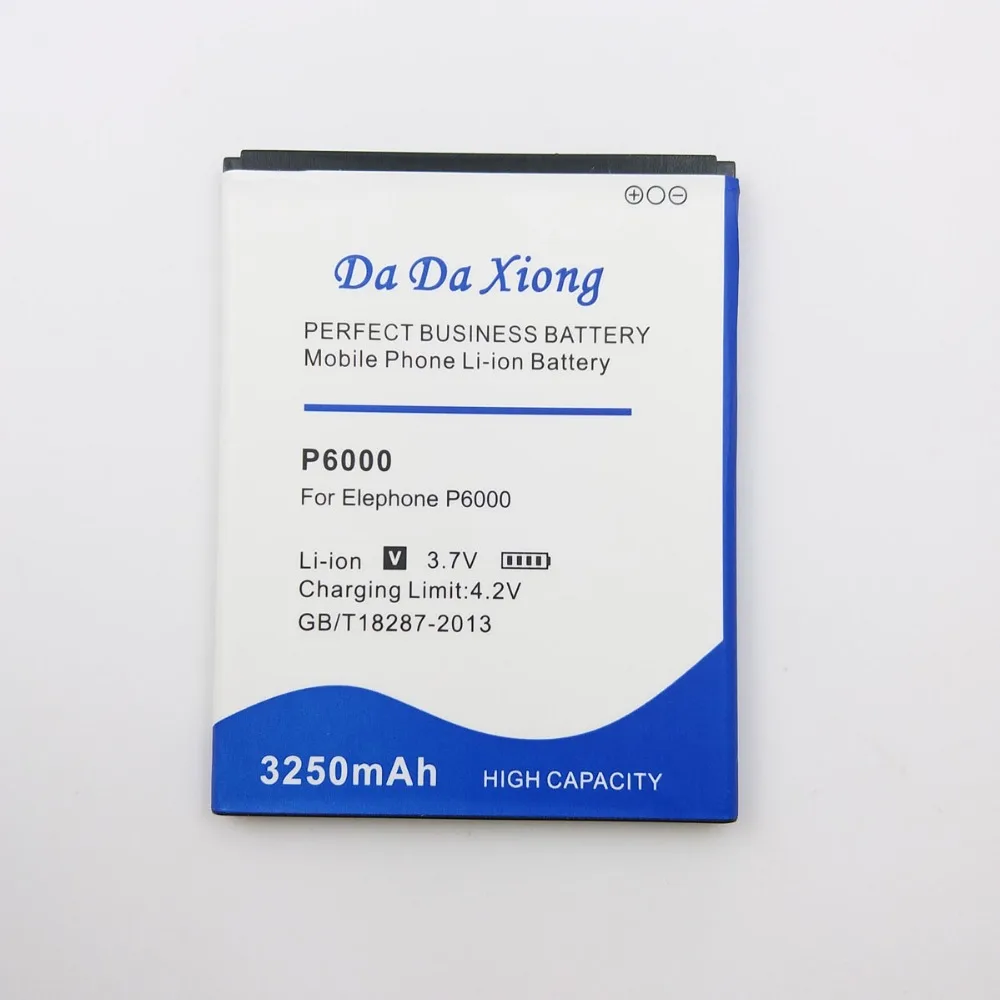 Da Da Xiong
PERFECT BUSINESS BATTERY
Mobile Phone Li-ion Battery
P6000
For Elephone P6000
Li-ion V 3.7V
Charging Limit:4.2V
GB/T18287-2013
3250mAh HIGH CAPACITY